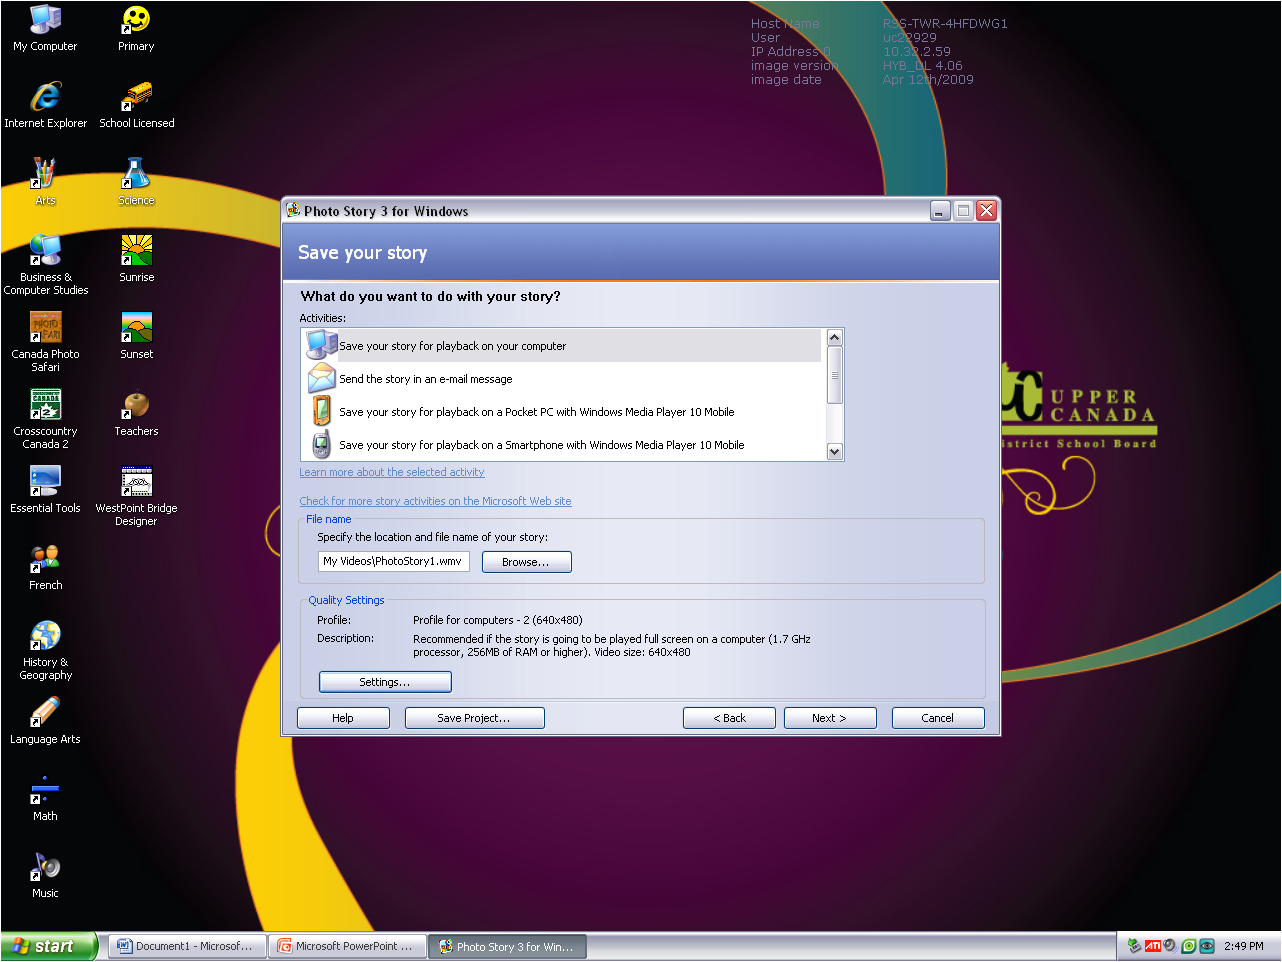 My Computer
Primary
Internet Explorer
School Licensed
Arts
Science
Business &
Computer Studies
Sunrise
Canada Photo
Safari
Sunset
Crosscountry
Canada 2
Teachers
Essential Tools
WestPoint Bridge
Designer
French
History &
Geography
Language Arts
Math
Music
Host Name RSS-TWR-4HFDWG1
User uc22929
IP Address 0 10.32.2.59
image version HYB_DL 4.06
image date Apr 12th/2009
Photo Story 3 for Windows
Save your story
What do you want to do with your story?
Activities:
Save your story for playback on your computer
Send the story in an e-mail message
Save your story for playback on a Pocket PC with Windows Media Player 10 Mobile
Save your story for playback on a Smartphone with Windows Media Player 10 Mobile
Learn more about the selected activity
Check for more story activities on the Microsoft Web site
File name
Specify the location and file name of your story:
My Videos\PhotoStory1.wmv
Browse...
Quality Settings
Profile: Profile for computers - 2 (640x480)
Description: Recommended if the story is going to be played full screen on a computer (1.7 GHz
processor, 256MB of RAM or higher). Video size: 640x480
Settings...
Help
Save Project...
< Back
Next >
Cancel
UPPER
CANADA
istrict School Board
start
Document1 - Microsof...
Microsoft PowerPoint ...
Photo Story 3 for Win...
ATI
2:49 PM